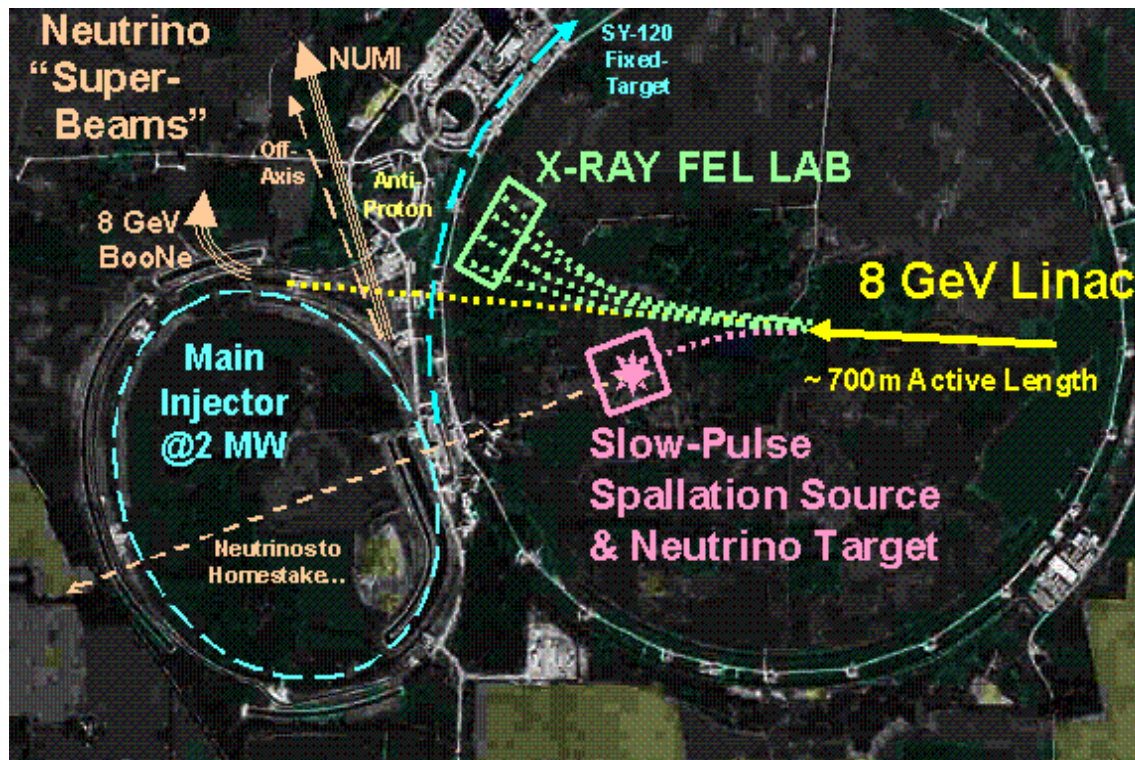 Neutrino
“Super-
Beams”
NUMI
SY-120
Fixed-
Target
Off-
Axis
Anti-
Proton
X-RAY FEL LAB
8 GeV
BooNe
8 GeV Linac
~ 700m Active Length
Main
Injector
@2 MW
Slow-Pulse
Spallation Source
& Neutrino Target
Neutrinosto
Homestake...